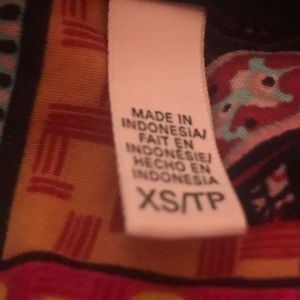 MADE IN
INDONESIA/
FAIT EN
INDONÉSIE/
HECHO EN
INDONESIA
XS/TP